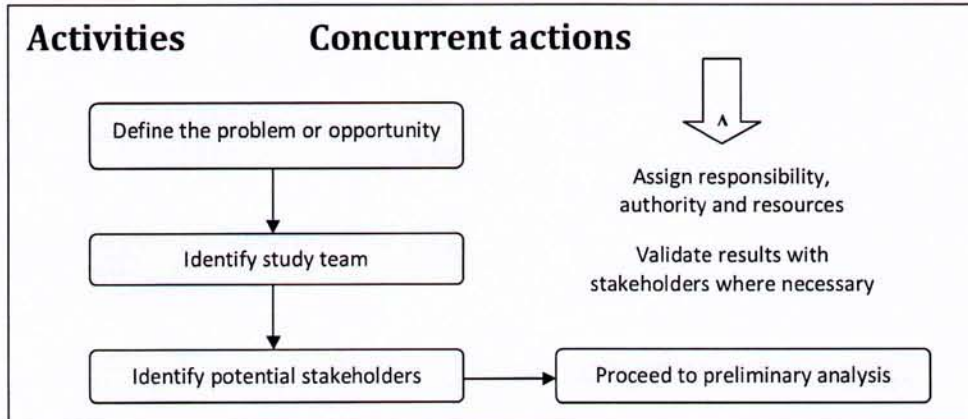 Activities Concurrent actions
Define the problem or opportunity
Identify study team
Identify potential stakeholders
Assign responsibility,
authority and resources
Validate results with
stakeholders where necessary
Proceed to preliminary analysis